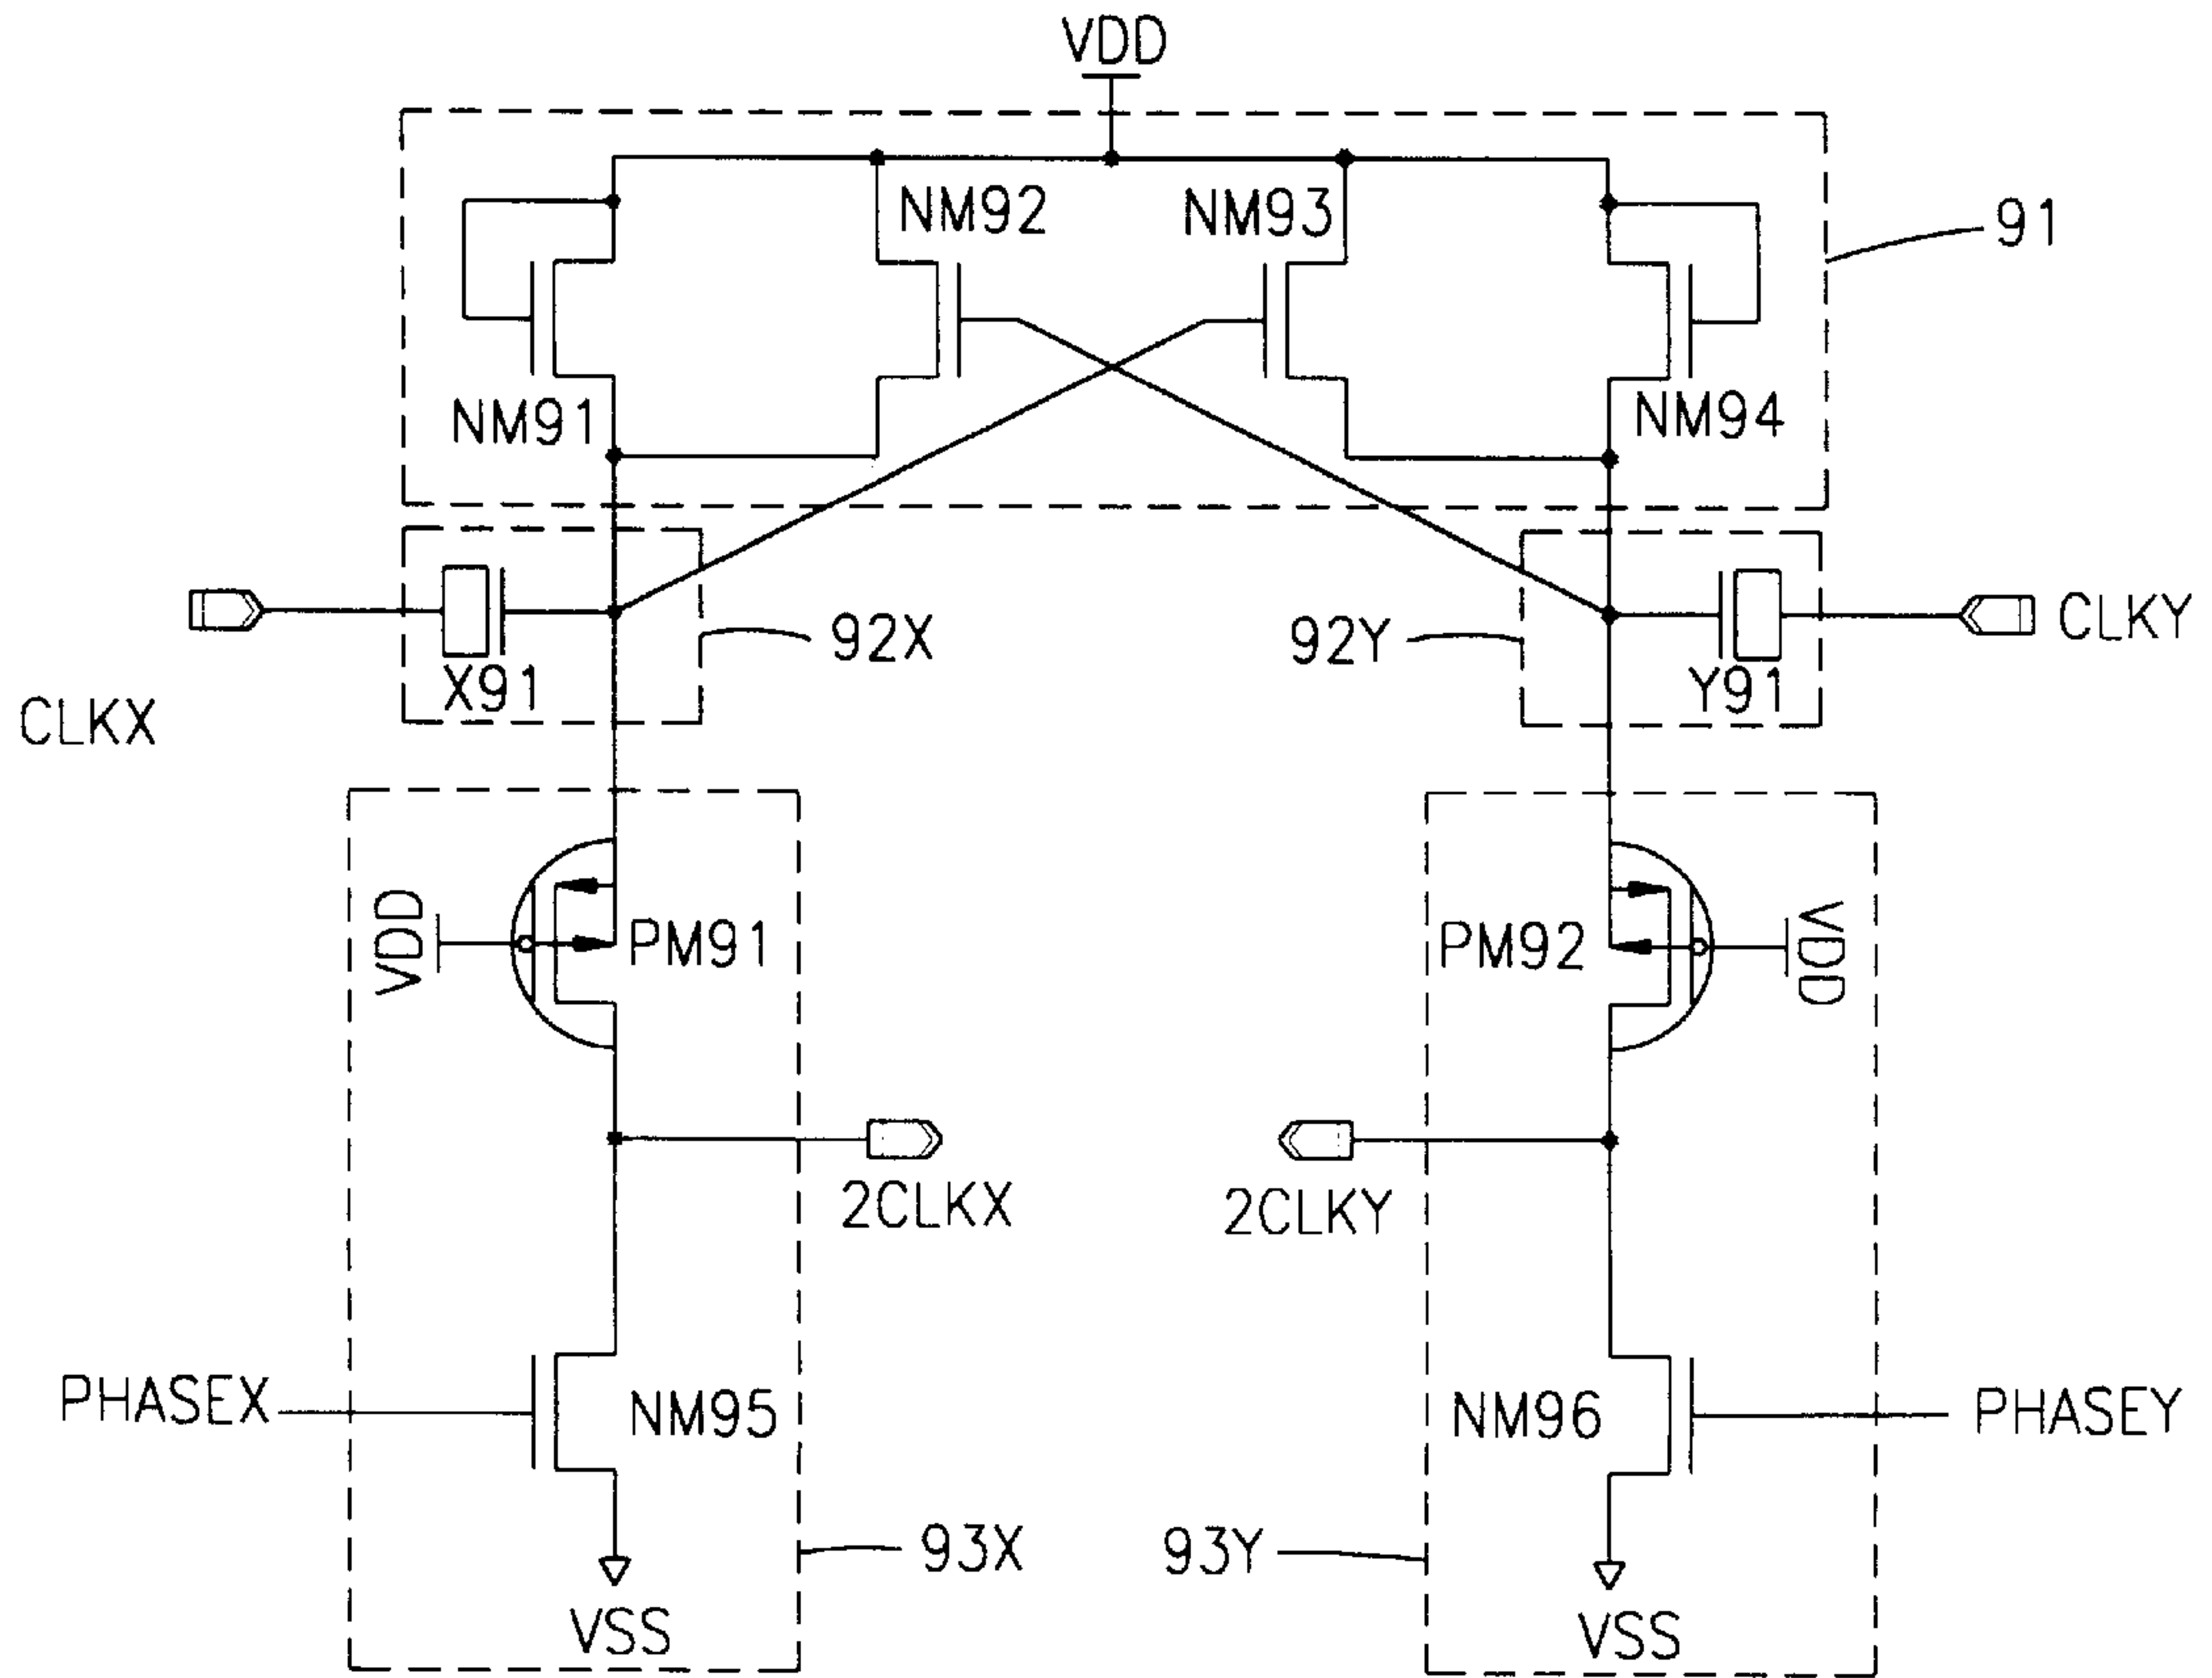 VDD
NM92
NM93
91
NM91
NM94
92X
92Y
CLKY
X91
Y91
CLKX
VDD
PM91
PM92
VDD
2CLKX
2CLKY
PHASEX
NM95
NM96
PHASEY
93X
93Y
VSS
VSS